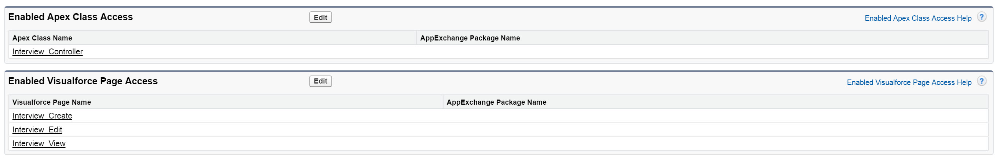 Enabled Apex Class Access Edit Enabled Apex Class Access Help ?
Apex Class Name AppExchange Package Name
Interview_Controller
Enabled Visualforce Page Access Edit Enabled Visualforce Page Access Help ?
Visualforce Page Name AppExchange Package Name
Interview_Create
Interview_Edit
Interview_View